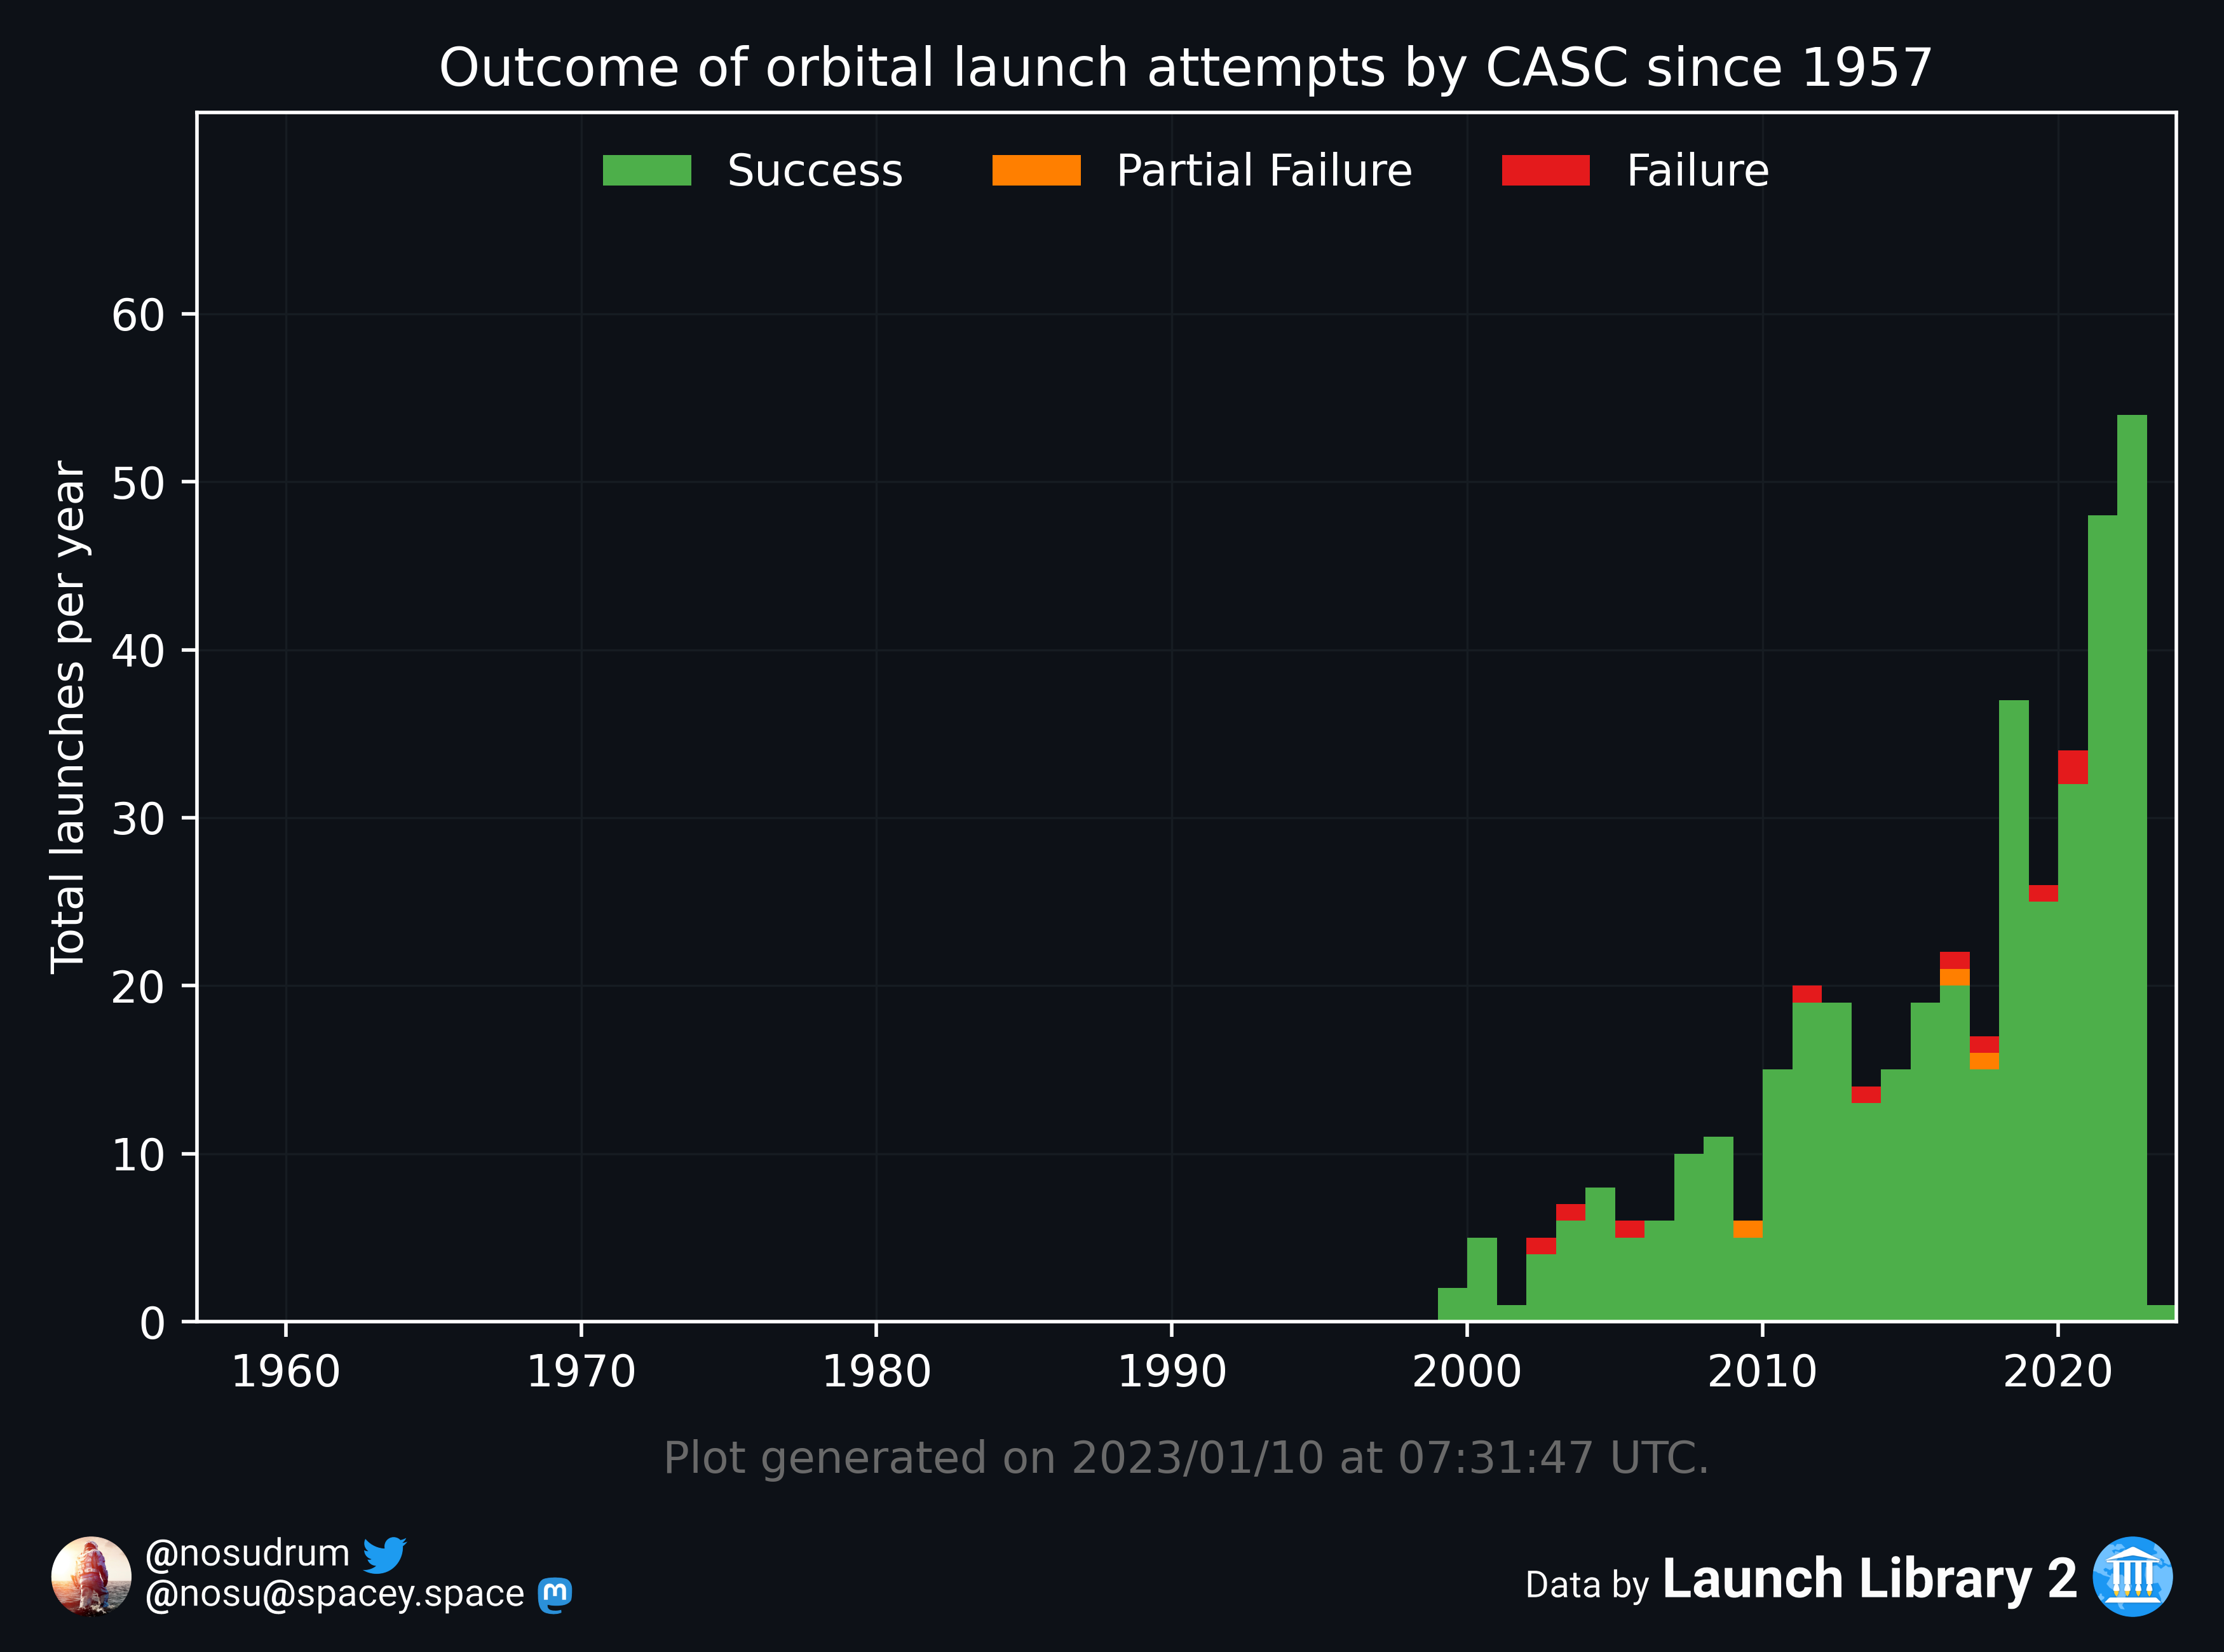 Outcome of orbital launch attempts by CASC since 1957
Success Partial Failure Failure
Total launches per year
60
50
40
30
20
10
0
1960 1970 1980 1990 2000 2010 2020
Plot generated on 2023/01/10 at 07:31:47 UTC.
@nosudrum
@nosu@spacey.space
Data by Launch Library 2